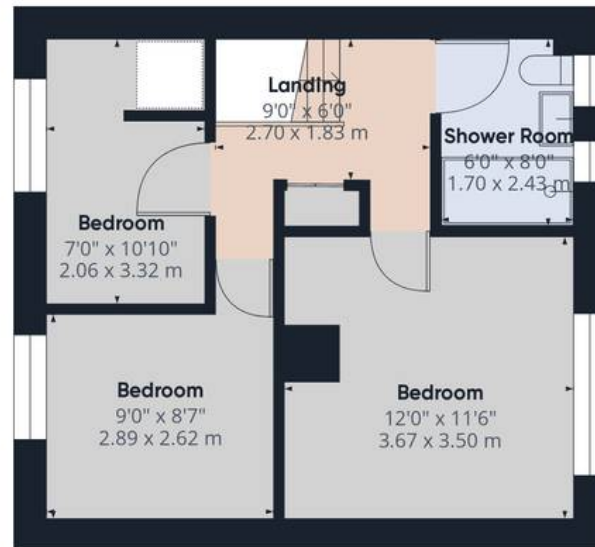 Landing
9'0" x 6'0"
2.70 x 1.83 m
Shower Room
6'0" x 8'0"
1.70 x 2.43 m
Bedroom
7'0" x 10'10"
2.06 x 3.32 m
Bedroom
9'0" x 8'7"
2.89 x 2.62 m
Bedroom
12'0" x 11'6"
3.67 x 3.50 m